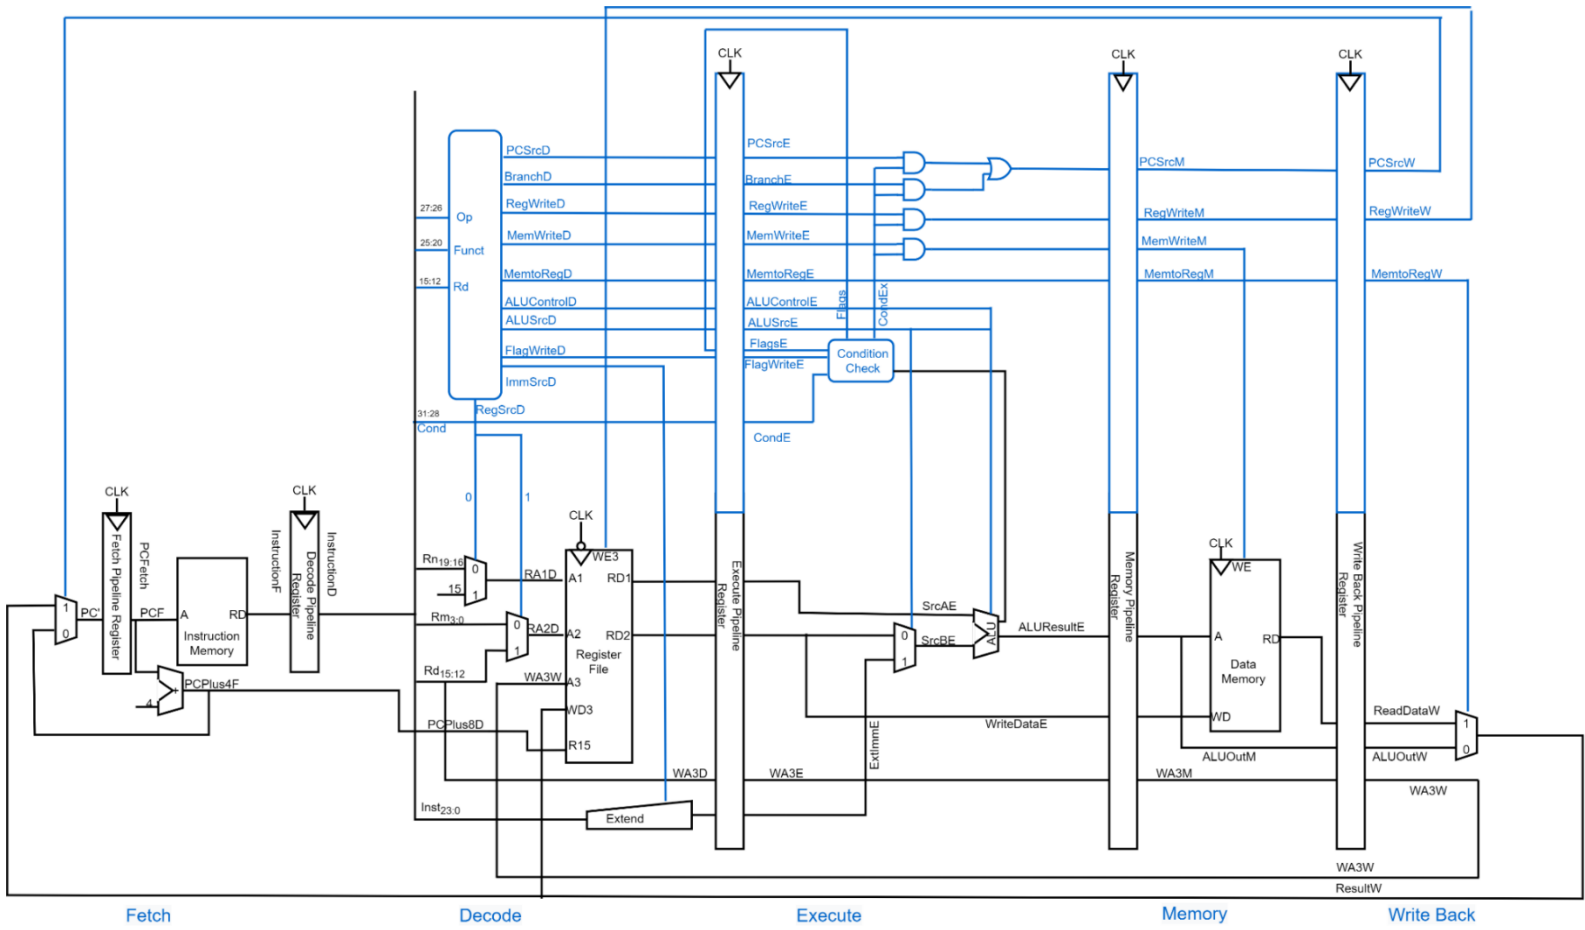 CLK
CLK
CLK
PCSrcD
PCSrcE
PCSrcM
PCSrcW
BranchD
BranchE
27:26
Op
RegWriteD
RegWriteE
RegWriteM
RegWriteW
25:20
Funct
MemWriteD
MemWriteE
MemWriteM
15:12
Rd
MemtoRegD
MemtoRegE
MemtoRegM
MemtoRegW
ALUControlD
ALUControlE
Flags
CondEx
ALUSrcD
ALUSrcE
FlagWriteD
FlagsE
FlagWriteE
Condition
Check
ImmSrcD
31:28
Cond
RegSrcD
CondE
0
1
CLK
CLK
CLK
CLK
Fetch Pipeline Register
PCFetch
InstructionF
Decode Pipeline
Register
InstructionD
Rn19:16
0
15
1
RA1D
WE3
A1
RD1
Execute Pipeline
Register
Memory Pipeline
Register
WE
Write Back Pipeline
Register
1
0
PC'
PCF
A
RD
Instruction
Memory
Rm3:0
0
1
RA2D
A2
RD2
Register
File
SrcAE
0
1
SrcBE
ALU
ALUResultE
A
RD
Data
Memory
4
+
PCPlus4F
Rd15:12
WA3W
A3
WD3
PCPlus8D
R15
ExtImmE
WriteDataE
WD
ReadDataW
1
0
ALUOutM
ALUOutW
WA3D
WA3E
WA3M
WA3W
Inst23:0
Extend
WA3W
ResultW
Fetch
Decode
Execute
Memory
Write Back